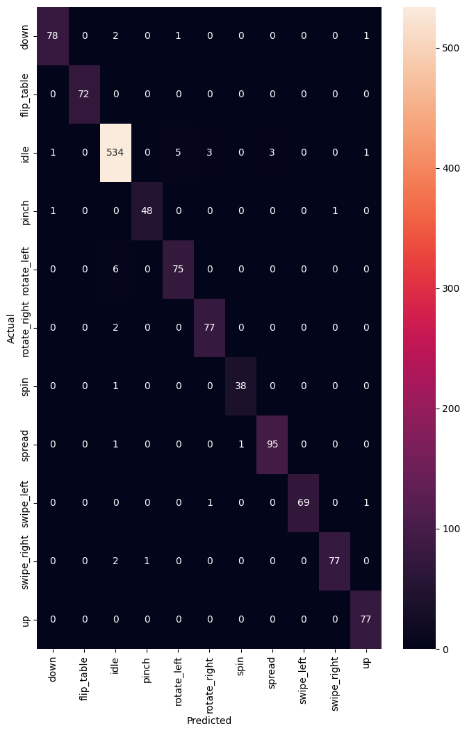 down 78 0 2 0 1 0 0 0 0 0 1
flip_table 0 72 0 0 0 0 0 0 0 0 0
idle 1 0 534 0 5 3 0 3 0 0 1
pinch 1 0 0 48 0 0 0 0 0 1 0
rotate_left 0 0 6 0 75 0 0 0 0 0 0
rotate_right 0 0 2 0 0 77 0 0 0 0 0
spin 0 0 1 0 0 0 38 0 0 0 0
spread 0 0 1 0 0 0 1 95 0 0 0
swipe_left 0 0 0 0 0 1 0 0 69 0 1
swipe_right 0 0 2 1 0 0 0 0 0 77 0
up 0 0 0 0 0 0 0 0 0 0 77
Actual
down flip_table idle pinch rotate_left rotate_right spin spread swipe_left swipe_right up
Predicted
500
400
300
200
100
0